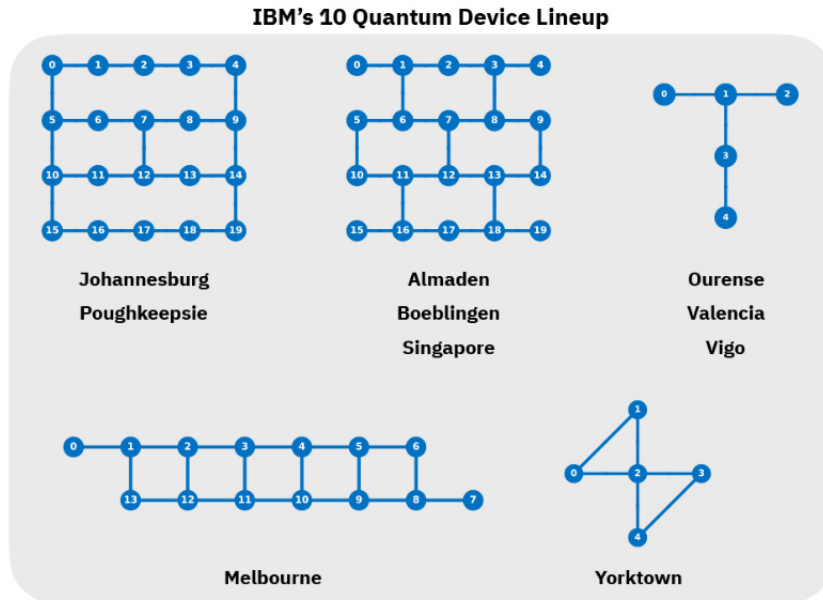 IBM's 10 Quantum Device Lineup
0 1 2 3 4
5 6 7 8 9
10 11 12 13 14
15 16 17 18 19
Johannesburg
Poughkeepsie
0 1 2 3 4
5 6 7 8 9
10 11 12 13 14
15 16 17 18 19
Almaden
Boeblingen
Singapore
0 1 2
3
4
Ourense
Valencia
Vigo
0 1 2 3 4 5 6
13 12 11 10 9 8 7
Melbourne
1
0 2 3
4
Yorktown